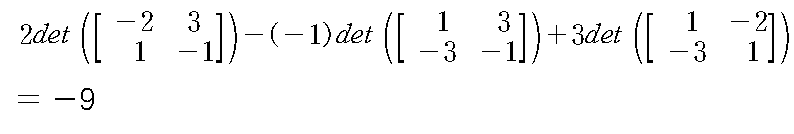 2det([ -2 3 1 -1 ])-(-1)det([ 1 3 -3 -1 ])+3det([ 1 -2 -3 1 ])
= -9